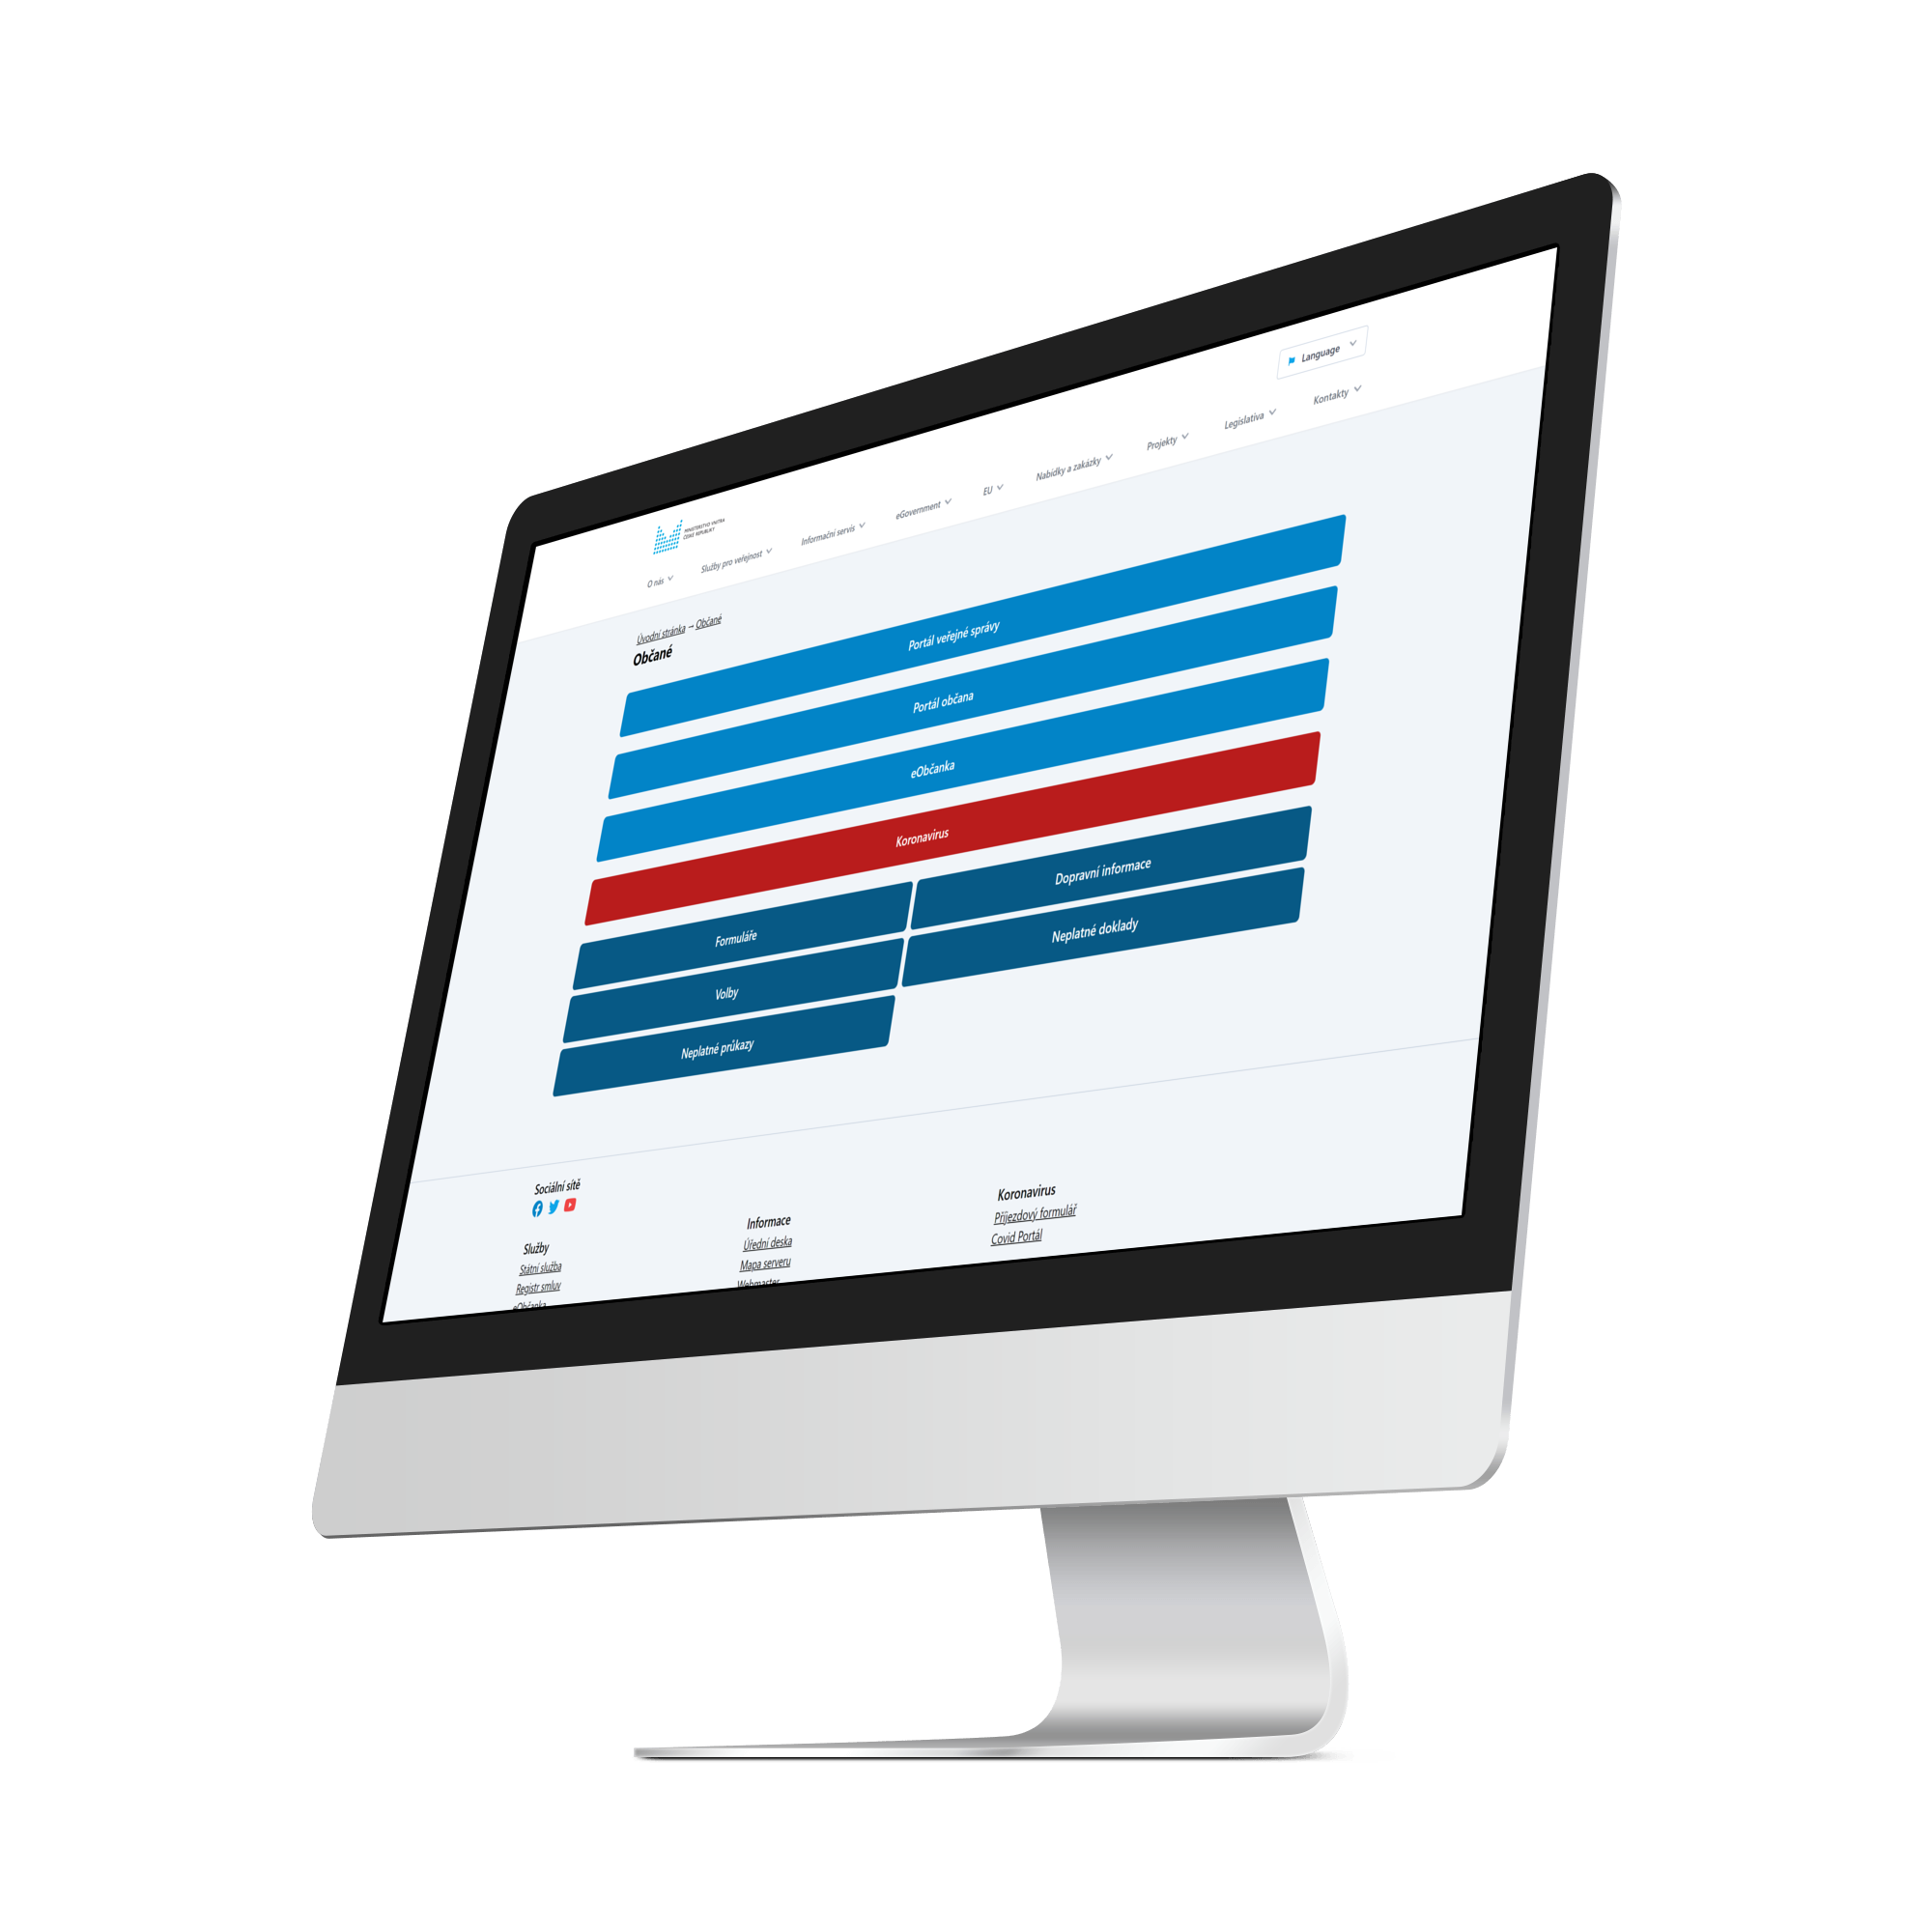 Language
MINISTERSTVO VNITRA
ČESKÉ REPUBLIKY
O nás
Služby pro veřejnost
Informační servis
eGovernment
EU
Nabídky a zakázky
Projekty
Legislativa
Kontakty
Úvodní stránka → Občané
Občané
Portál veřejné správy
Portál občana
eObčanka
Koronavirus
Formuláře
Dopravní informace
Volby
Neplatné doklady
Neplatné průkazy
Sociální sítě
Služby
Státní služba
Registr smluv
eObčanka
Informace
Úřední deska
Mapa serveru
Webmaster
Koronavirus
Příjezdový formulář
Covid Portál